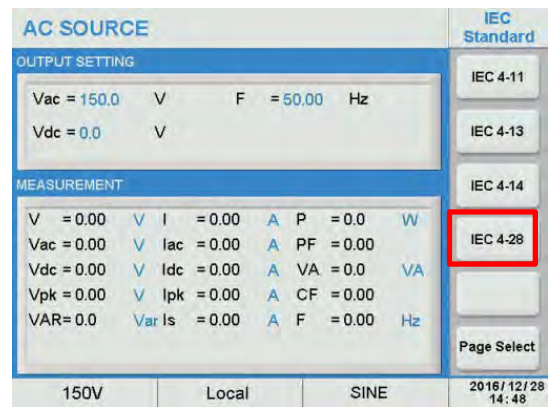 AC SOURCE
IEC
Standard
OUTPUT SETTING
Vac = 150.0 V F = 50.00 Hz
Vdc = 0.0 V
MEASUREMENT
V = 0.00 V I = 0.00 A P = 0.0 W
Vac = 0.00 V Iac = 0.00 A PF = 0.00
Vdc = 0.00 V Idc = 0.00 A VA = 0.0 VA
Vpk = 0.00 V Ipk = 0.00 A CF = 0.00
VAR= 0.0 Var Is = 0.00 A F = 0.00 Hz
IEC 4-11
IEC 4-13
IEC 4-14
IEC 4-28
Page Select
150V Local SINE 2016/12/28
14:48